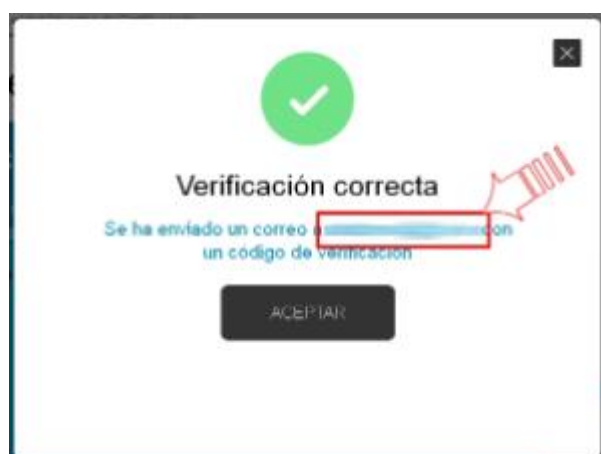 Verificación correcta
Se ha enviado un correo a con
un código de verificación
ACEPTAR